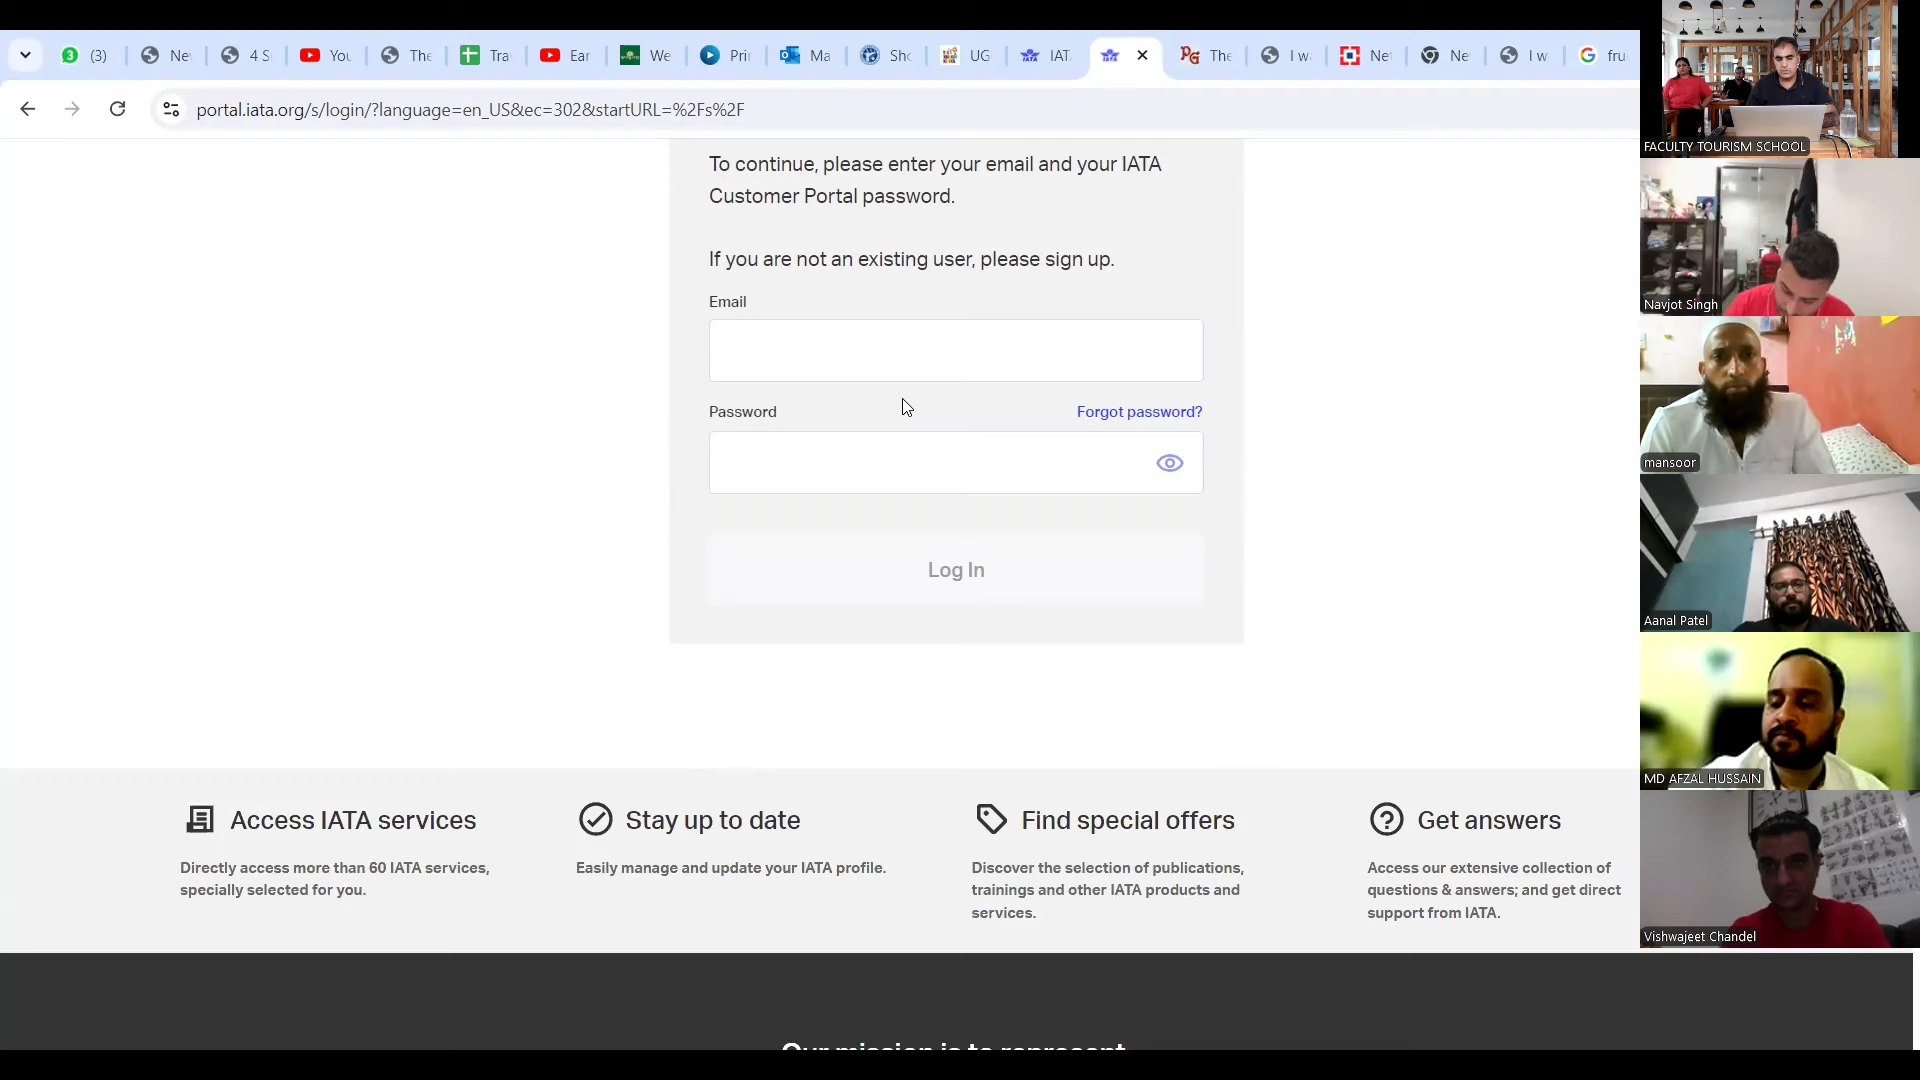 (3)
Ne
4 S
You
The
Tra
Ear
We
Pri
Ma
Sho
UG
IAT
The
I w
Ne
Ne
I w
fru
portal.iata.org/s/login/?language=en_US&ec=302&startURL=%2Fs%2F
To continue, please enter your email and your IATA
Customer Portal password.
If you are not an existing user, please sign up.
Email
Password
Forgot password?
Log In
Access IATA services
Directly access more than 60 IATA services,
specially selected for you.
Stay up to date
Easily manage and update your IATA profile.
Find special offers
Discover the selection of publications,
trainings and other IATA products and
services.
Get answers
Access our extensive collection of
questions & answers; and get direct
support from IATA.
Our mission is to represent
FACULTY TOURISM SCHOOL
Navjot Singh
mansoor
Aanal Patel
MD AFZAL HUSSAIN
Vishwajeet Chandel